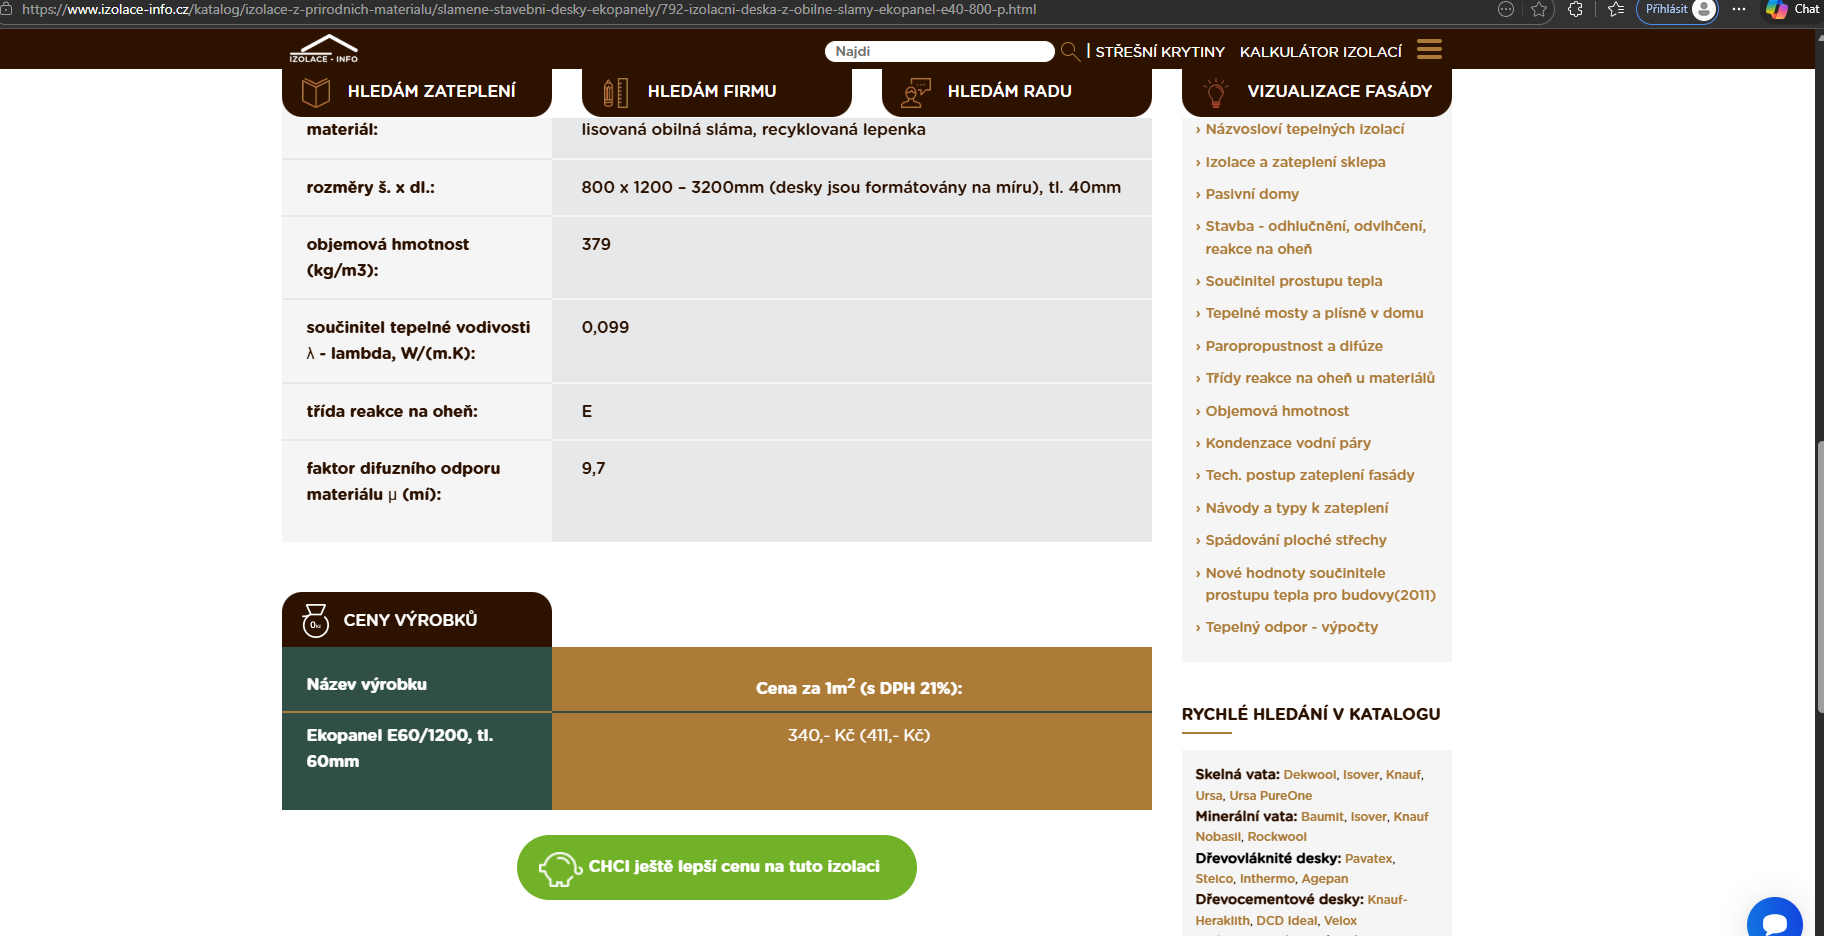 https://www.izolace-info.cz/katalog/izolace-z-prirodnich-materialu/slamene-stavebni-desky-ekopanely/792-izolacni-deska-z-obilne-slamy-ekopanel-e40-800-p.html
Přihlásit
Chat
IZOLACE - INFO
Najdi
STŘEŠNÍ KRYTINY
KALKULÁTOR IZOLACÍ
HLEDÁM ZATEPLENÍ
HLEDÁM FIRMU
HLEDÁM RADU
VIZUALIZACE FASÁDY
materiál:
lisovaná obilná sláma, recyklovaná lepenka
rozměry š. x dl.:
800 x 1200 – 3200mm (desky jsou formátovány na míru), tl. 40mm
objemová hmotnost
(kg/m3):
379
součinitel tepelné vodivosti
λ - lambda, W/(m.K):
0,099
třída reakce na oheň:
E
faktor difuzního odporu
materiálu µ (mí):
9,7
CENY VÝROBKŮ
Název výrobku
Cena za 1m² (s DPH 21%):
Ekopanel E60/1200, tl.
60mm
340,- Kč (411,- Kč)
CHCI ještě lepší cenu na tuto izolaci
› Názvosloví tepelných izolací
› Izolace a zateplení sklepa
› Pasivní domy
› Stavba - odhlučnění, odvlhčení,
reakce na oheň
› Součinitel prostupu tepla
› Tepelné mosty a plísně v domu
› Paropropustnost a difúze
› Třídy reakce na oheň u materiálů
› Objemová hmotnost
› Kondenzace vodní páry
› Tech. postup zateplení fasády
› Návody a typy k zateplení
› Spádování ploché střechy
› Nové hodnoty součinitele
prostupu tepla pro budovy(2011)
› Tepelný odpor - výpočty
RYCHLÉ HLEDÁNÍ V KATALOGU
Skelná vata: Dekwool, Isover, Knauf,
Ursa, Ursa PureOne
Minerální vata: Baumit, Isover, Knauf
Nobasil, Rockwool
Dřevovláknité desky: Pavatex,
Steico, Inthermo, Agepan
Dřevocementové desky: Knauf-
Heraklith, DCD Ideal, Velox